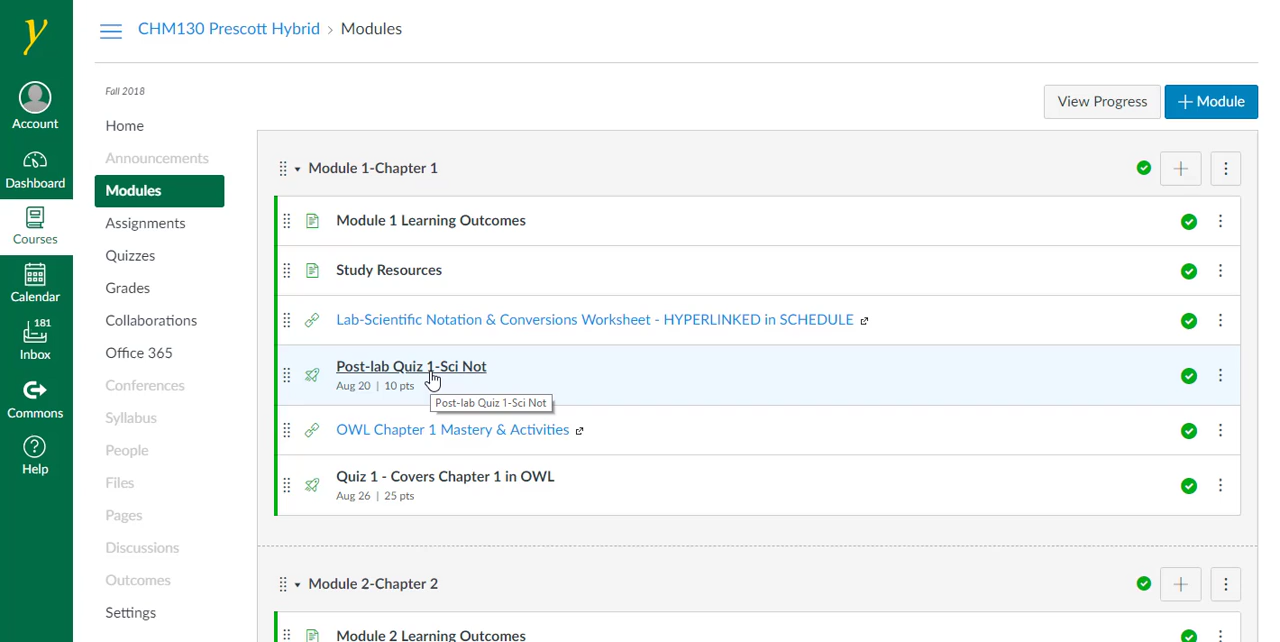 y
CHM130 Prescott Hybrid › Modules
Fall 2018
View Progress
+ Module
Account
Dashboard
Courses
Calendar
181
Inbox
Commons
Help
Home
Announcements
Modules
Assignments
Quizzes
Grades
Collaborations
Office 365
Conferences
Syllabus
People
Files
Pages
Discussions
Outcomes
Settings
Module 1-Chapter 1
Module 1 Learning Outcomes
Study Resources
Lab-Scientific Notation & Conversions Worksheet - HYPERLINKED in SCHEDULE
Post-lab Quiz 1-Sci Not
Aug 20 | 10 pts
Post-lab Quiz 1-Sci Not
OWL Chapter 1 Mastery & Activities
Quiz 1 - Covers Chapter 1 in OWL
Aug 26 | 25 pts
Module 2-Chapter 2
Module 2 Learning Outcomes